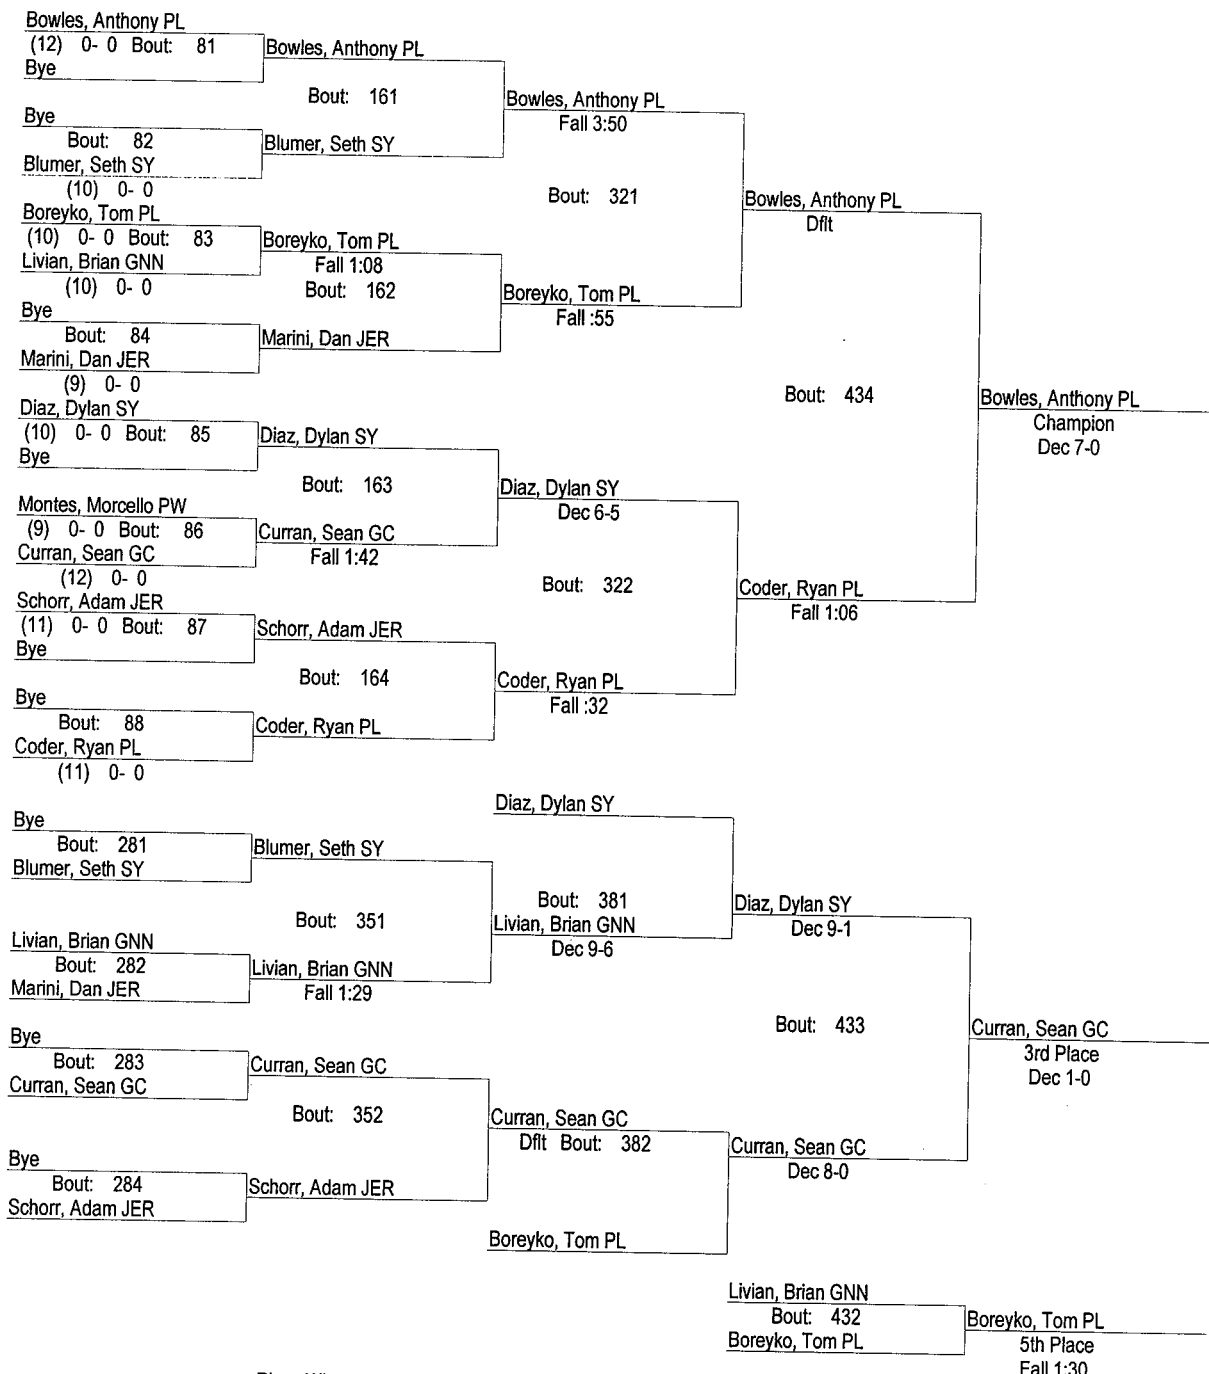 Bowles, Anthony PL
(12) 0- 0 Bout: 81
Bye
Bowles, Anthony PL
Bout: 161
Bye
Bout: 82
Blumer, Seth SY
(10) 0- 0
Blumer, Seth SY
Bowles, Anthony PL
Fall 3:50
Bout: 321
Boreyko, Tom PL
(10) 0- 0 Bout: 83
Livian, Brian GNN
(10) 0- 0
Boreyko, Tom PL
Fall 1:08
Bout: 162
Bye
Bout: 84
Marini, Dan JER
(9) 0- 0
Marini, Dan JER
Boreyko, Tom PL
Fall :55
Bowles, Anthony PL
Dflt
Bout: 434
Bowles, Anthony PL
Champion
Dec 7-0
Diaz, Dylan SY
(10) 0- 0 Bout: 85
Bye
Diaz, Dylan SY
Bout: 163
Montes, Morcello PW
(9) 0- 0 Bout: 86
Curran, Sean GC
(12) 0- 0
Curran, Sean GC
Fall 1:42
Diaz, Dylan SY
Dec 6-5
Bout: 322
Schorr, Adam JER
(11) 0- 0 Bout: 87
Bye
Schorr, Adam JER
Bout: 164
Bye
Bout: 88
Coder, Ryan PL
(11) 0- 0
Coder, Ryan PL
Coder, Ryan PL
Fall :32
Coder, Ryan PL
Fall 1:06
Bye
Bout: 281
Blumer, Seth SY
Blumer, Seth SY
Bout: 351
Livian, Brian GNN
Bout: 282
Marini, Dan JER
Livian, Brian GNN
Fall 1:29
Diaz, Dylan SY
Bout: 381
Livian, Brian GNN
Dec 9-6
Diaz, Dylan SY
Dec 9-1
Bout: 433
Curran, Sean GC
3rd Place
Dec 1-0
Bye
Bout: 283
Curran, Sean GC
Curran, Sean GC
Bout: 352
Bye
Bout: 284
Schorr, Adam JER
Schorr, Adam JER
Curran, Sean GC
Dflt Bout: 382
Boreyko, Tom PL
Curran, Sean GC
Dec 8-0
Livian, Brian GNN
Bout: 432
Boreyko, Tom PL
Boreyko, Tom PL
5th Place
Fall 1:30